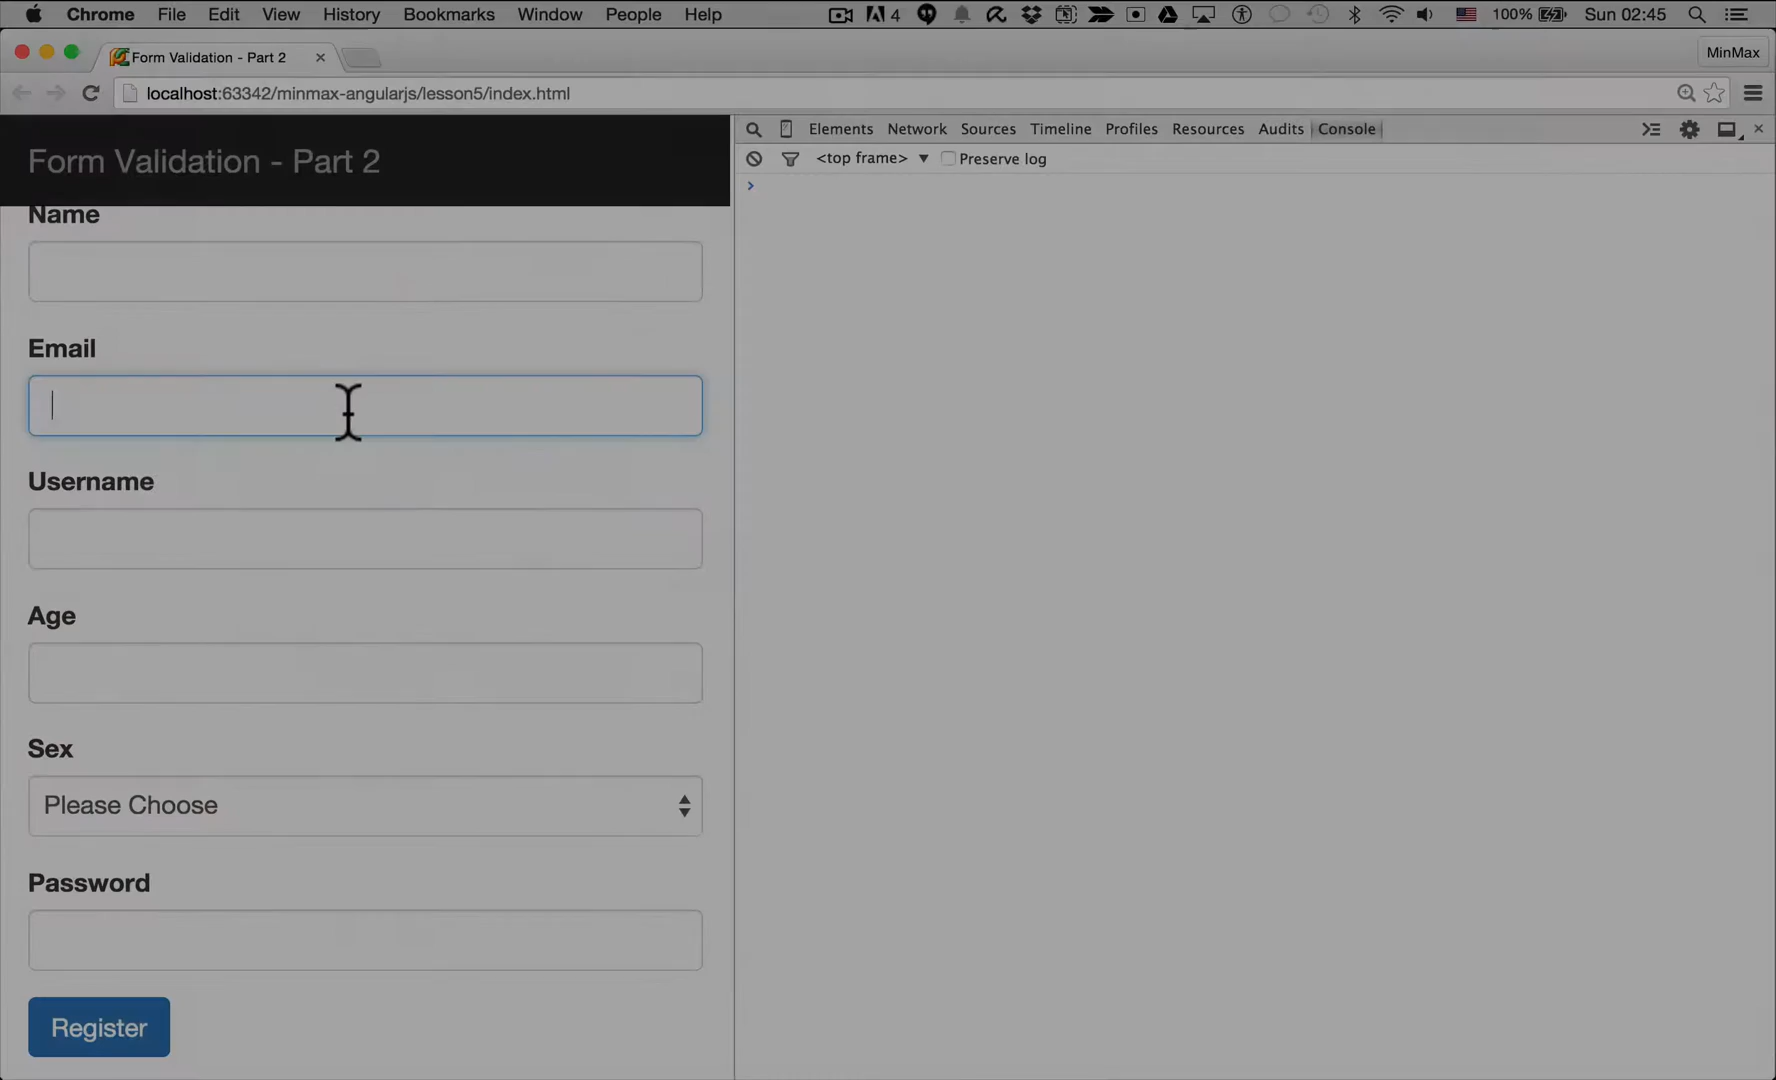 Chrome File Edit View History Bookmarks Window People Help 4 100% Sun 02:45
Form Validation - Part 2 MinMax
localhost:63342/minmax-angularjs/lesson5/index.html
Elements Network Sources Timeline Profiles Resources Audits Console
<top frame> Preserve log
Form Validation - Part 2
Name
Email
Username
Age
Sex
Please Choose
Password
Register